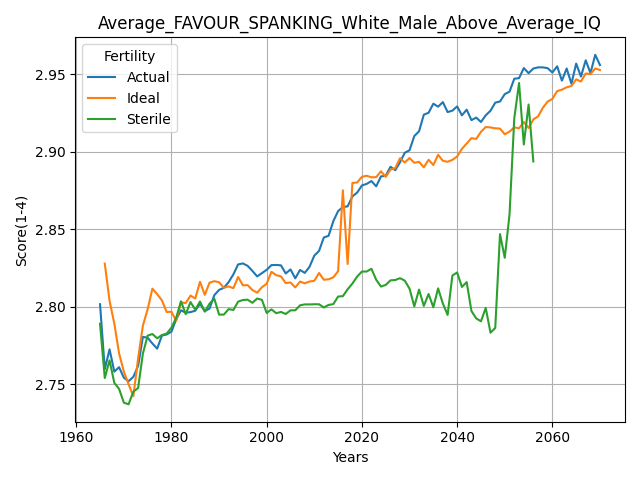 Average_FAVOUR_SPANKING_White_Male_Above_Average_IQ
Fertility
Actual
Ideal
Sterile
Score(1-4)
2.95
2.90
2.85
2.80
2.75
1960 1980 2000 2020 2040 2060
Years